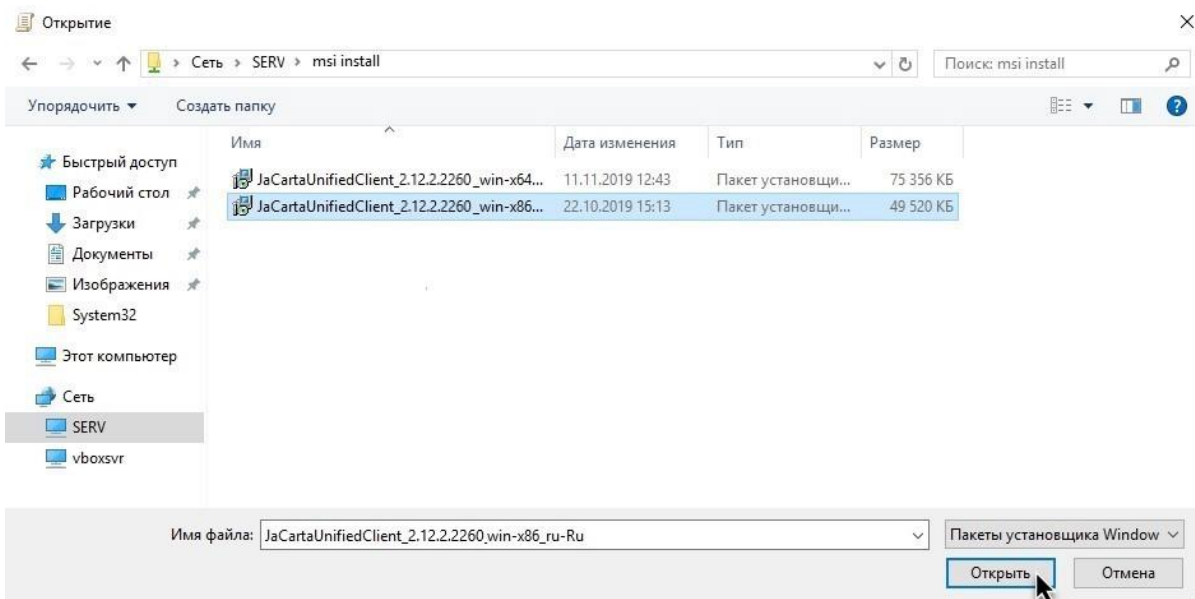 Открытие
Сеть > SERV > msi install
Поиск: msi install
Упорядочить
Создать папку
Имя
Дата изменения
Тип
Размер
Быстрый доступ
Рабочий стол
Загрузки
Документы
Изображения
System32
Этот компьютер
Сеть
SERV
vboxsvr
JaCartaUnifiedClient_2.12.2.2260_win-x64... 11.11.2019 12:43 Пакет установщи... 75 356 КБ
JaCartaUnifiedClient_2.12.2.2260_win-x86... 22.10.2019 15:13 Пакет установщи... 49 520 КБ
Имя файла: JaCartaUnifiedClient_2.12.2.2260_win-x86_ru-Ru
Пакеты установщика Window
Открыть
Отмена